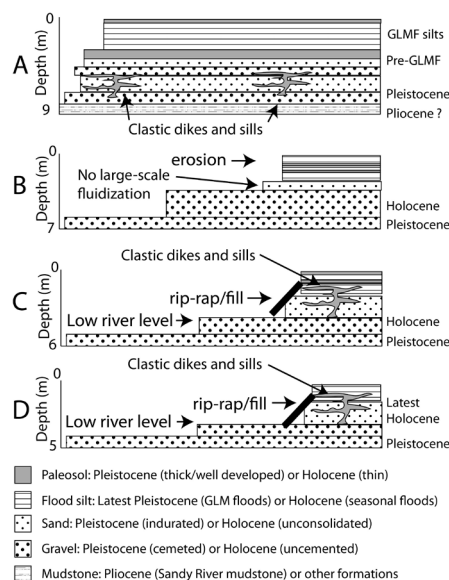 A
Depth (m)
0
9
GLMF silts
Pre-GLMF
Pleistocene
Pliocene ?
Clastic dikes and sills
B
Depth (m)
0
7
erosion
No large-scale
fluidization
Holocene
Pleistocene
Clastic dikes and sills
C
Depth (m)
0
6
rip-rap/fill
Low river level
Holocene
Pleistocene
Clastic dikes and sills
D
Depth (m)
0
5
rip-rap/fill
Low river level
Latest
Holocene
Pleistocene
Paleosol: Pleistocene (thick/well developed) or Holocene (thin)
Flood silt: Latest Pleistocene (GLM floods) or Holocene (seasonal floods)
Sand: Pleistocene (indurated) or Holocene (unconsolidated)
Gravel: Pleistocene (cemeted) or Holocene (uncemented)
Mudstone: Pliocene (Sandy River mudstone) or other formations